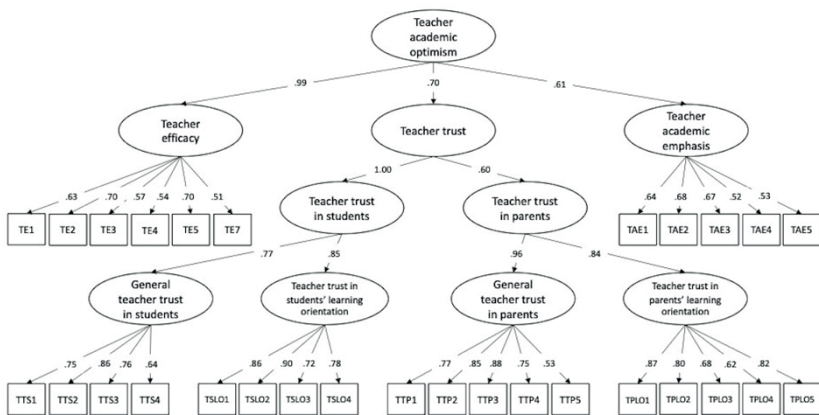 Teacher
academic
optimism
.99
.70
.61
Teacher
efficacy
Teacher trust
Teacher
academic
emphasis
.63
.70
.57
.54
.70
.51
1.00
.60
.64
.68
.67
.52
.53
TE1
TE2
TE3
TE4
TE5
TE7
Teacher trust
in students
Teacher trust
in parents
TAE1
TAE2
TAE3
TAE4
TAE5
.77
.85
.96
.84
General
teacher trust
in students
Teacher trust in
students' learning
orientation
General
teacher trust
in parents
Teacher trust in
parents' learning
orientation
.75
.86
.76
.64
.86
.90
.72
.78
.77
.85
.88
.75
.53
.87
.80
.68
.62
.82
TTS1
TTS2
TTS3
TTS4
TSLO1
TSLO2
TSLO3
TSLO4
TTP1
TTP2
TTP3
TTP4
TTP5
TPLO1
TPLO2
TPLO3
TPLO4
TPLO5